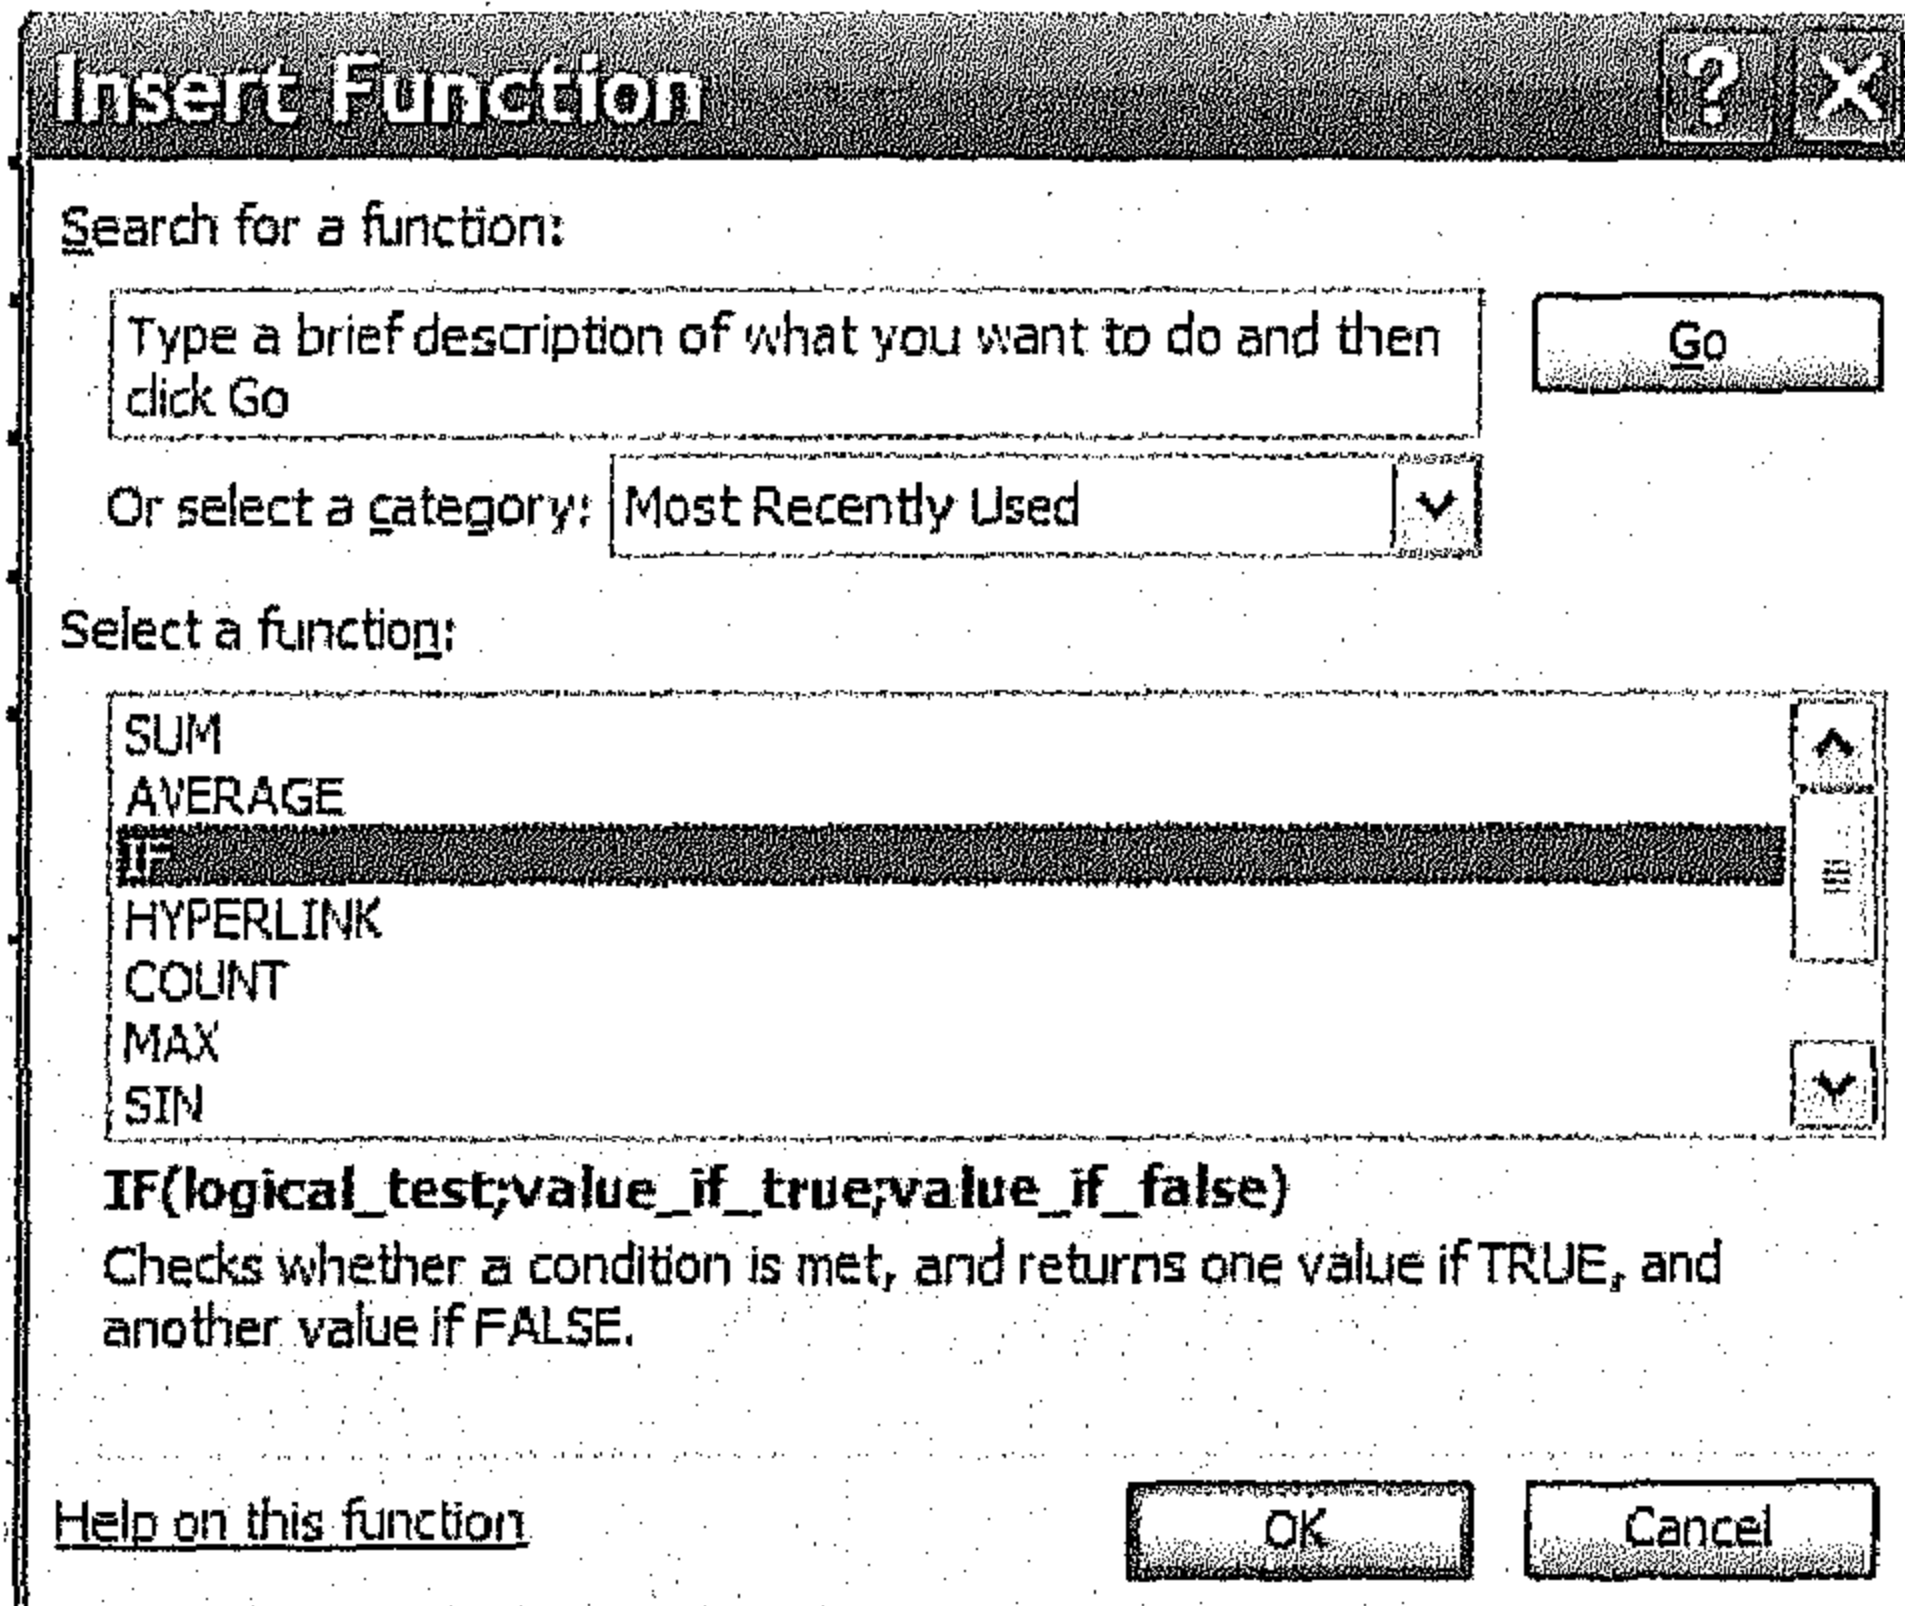 Insert Function
Search for a function:
Type a brief description of what you want to do and then
click Go
Go
Or select a category: Most Recently Used
Select a function:
SUM
AVERAGE
IF
HYPERLINK
COUNT
MAX
SIN
IF(logical_test;value_if_true;value_if_false)
Checks whether a condition is met, and returns one value if TRUE, and
another value if FALSE.
Help on this function
OK
Cancel